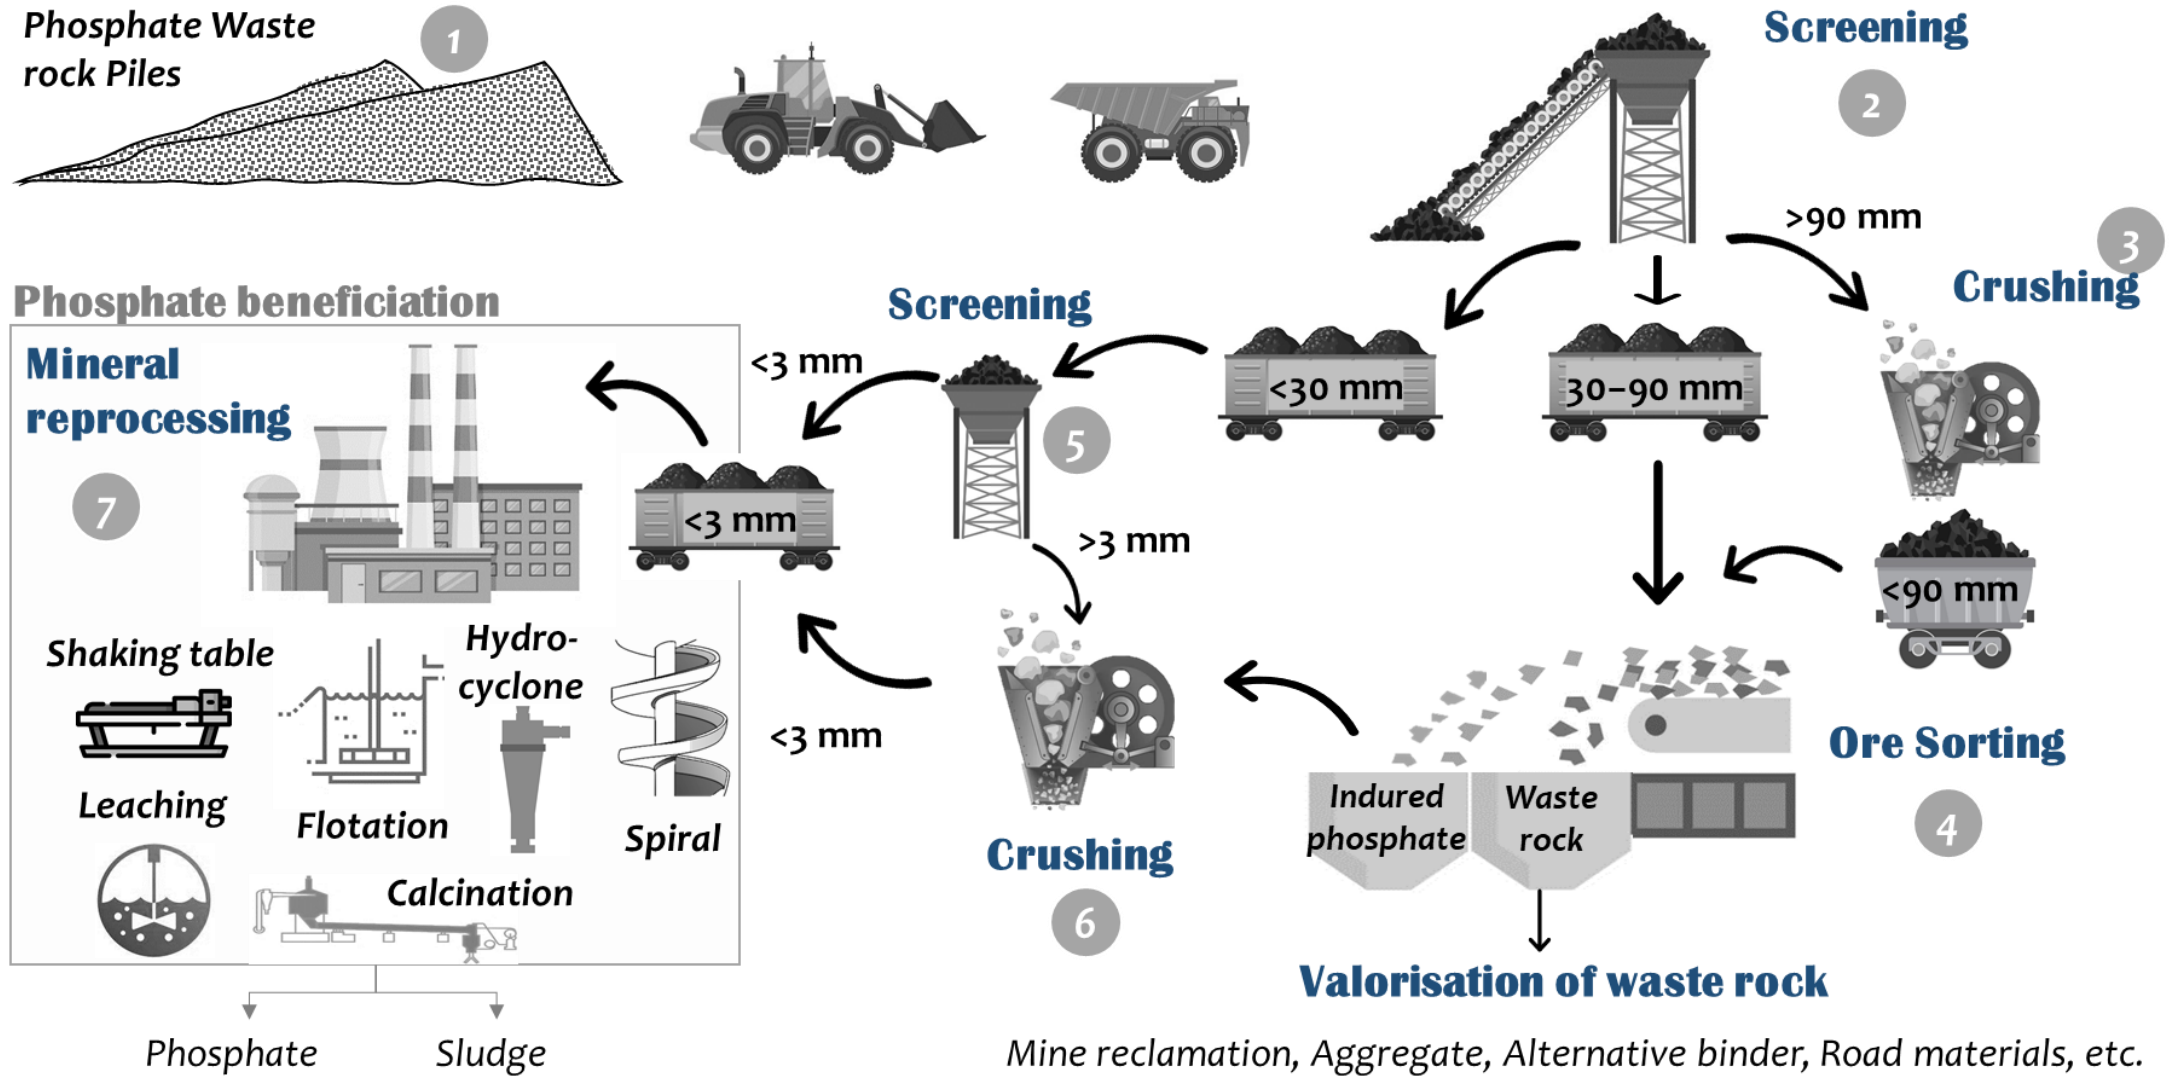 Phosphate Waste
rock Piles
1
Screening
2
>90 mm
3
Crushing
Phosphate beneficiation
Screening
<3 mm
<30 mm
30–90 mm
5
Mineral
reprocessing
7
<3 mm
>3 mm
<90 mm
Shaking table
Hydro-
cyclone
<3 mm
Ore Sorting
4
Leaching
Flotation
Spiral
Indured
phosphate
Waste
rock
Crushing
6
Calcination
Valorisation of waste rock
Phosphate
Sludge
Mine reclamation, Aggregate, Alternative binder, Road materials, etc.